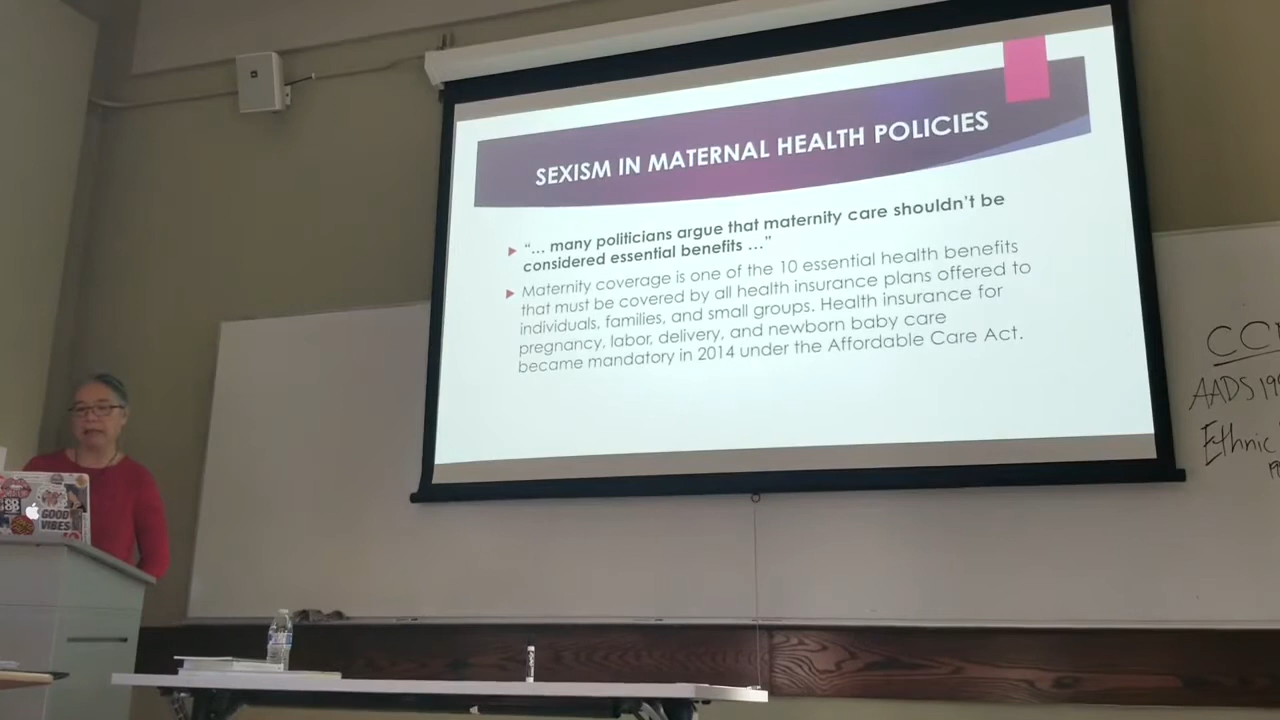 SEXISM IN MATERNAL HEALTH POLICIES
“... many politicians argue that maternity care shouldn’t be
considered essential benefits ...”
Maternity coverage is one of the 10 essential health benefits
that must be covered by all health insurance plans offered to
individuals, families, and small groups. Health insurance for
pregnancy, labor, delivery, and newborn baby care
became mandatory in 2014 under the Affordable Care Act.
AADS
Ethnic
GOOD
VIBES